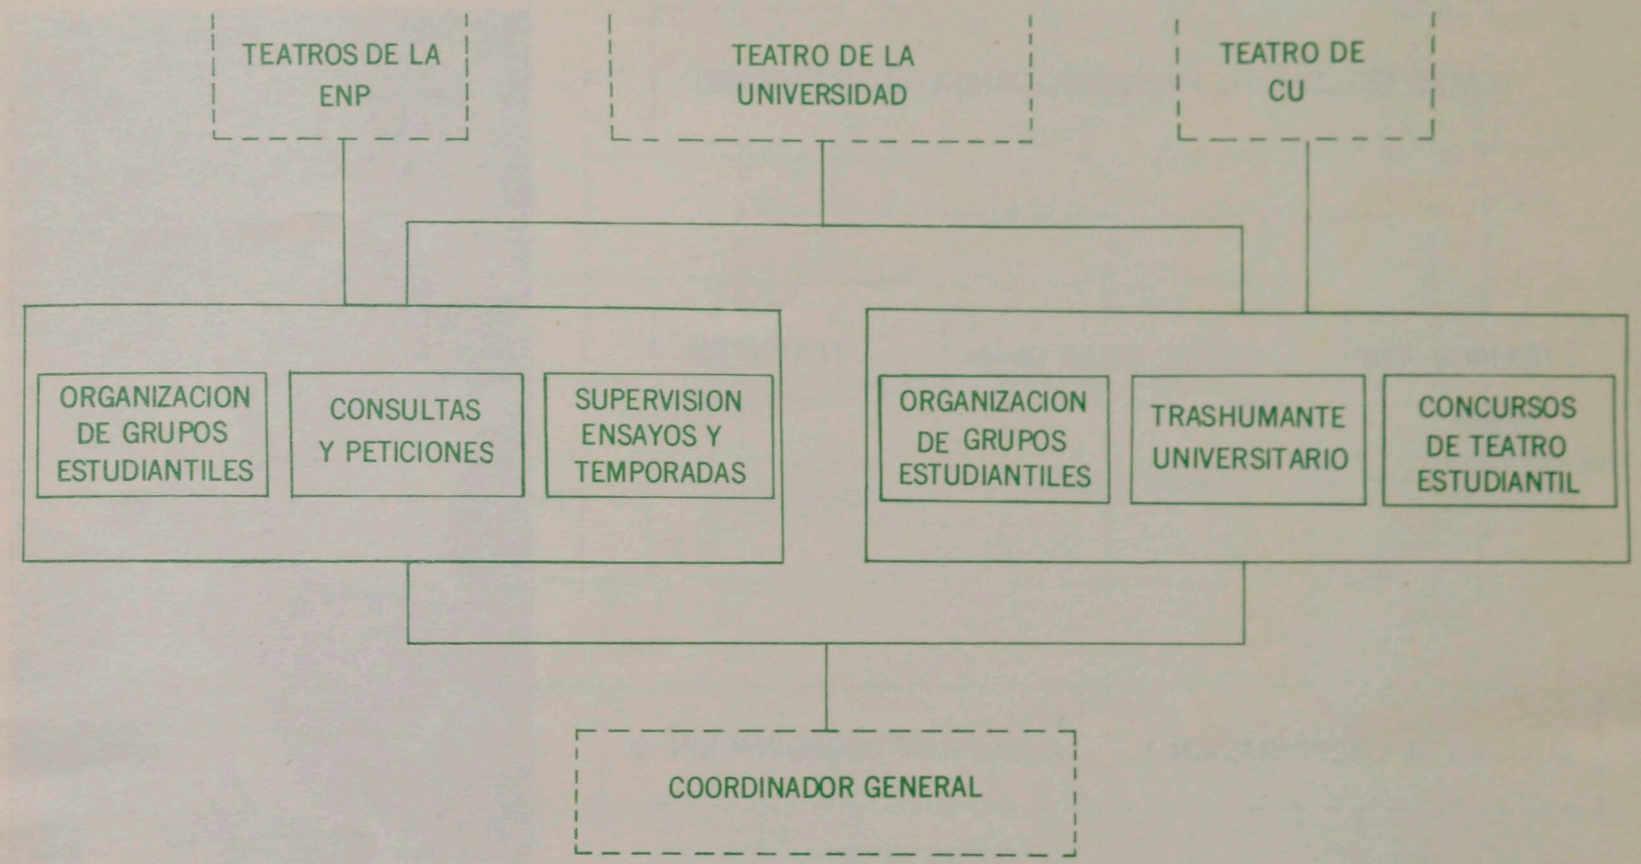 TEATROS DE LA
ENP
TEATRO DE LA
UNIVERSIDAD
TEATRO DE
CU
ORGANIZACION
DE GRUPOS
ESTUDIANTILES
CONSULTAS
Y PETICIONES
SUPERVISION
ENSAYOS Y
TEMPORADAS
ORGANIZACION
DE GRUPOS
ESTUDIANTILES
TRASHUMANTE
UNIVERSITARIO
CONCURSOS
DE TEATRO
ESTUDIANTIL
COORDINADOR GENERAL